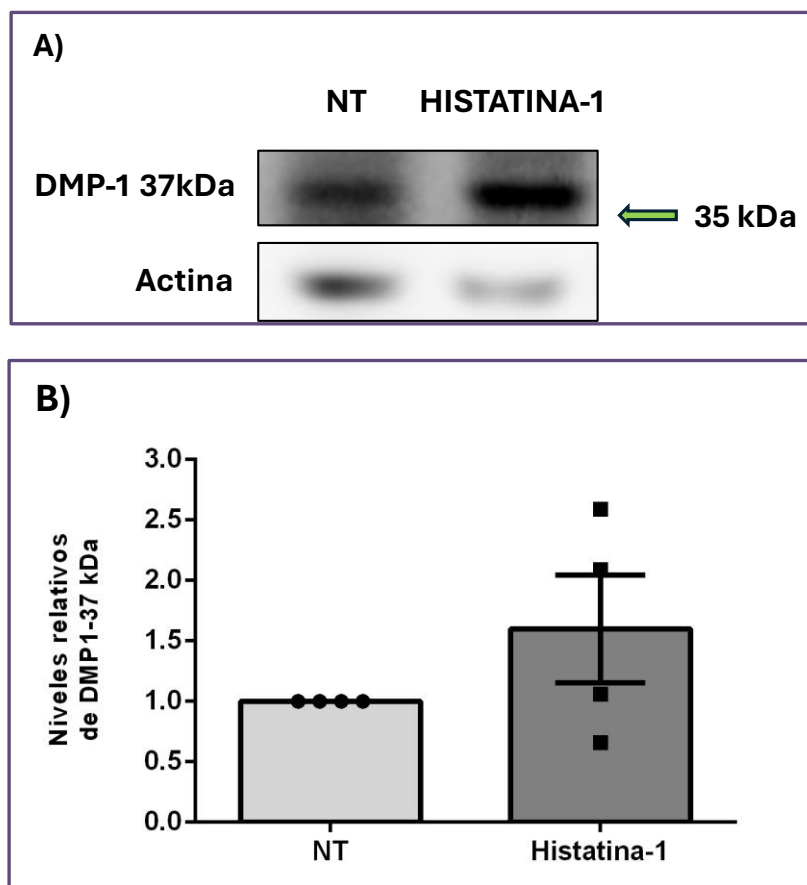 A)
NT HISTATINA-1
DMP-1 37kDa
35 kDa
Actina
B)
Niveles relativos
de DMP1-37 kDa
3.0
2.5
2.0
1.5
1.0
0.5
0.0
NT Histatina-1